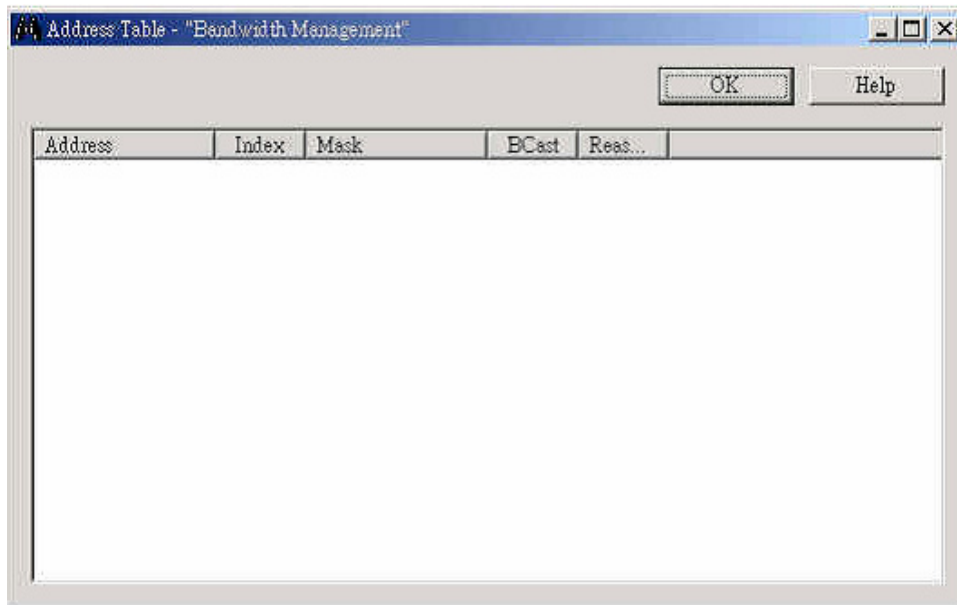 Address Table - "Bandwidth Management"
OK Help
Address Index Mask BCast Reas...